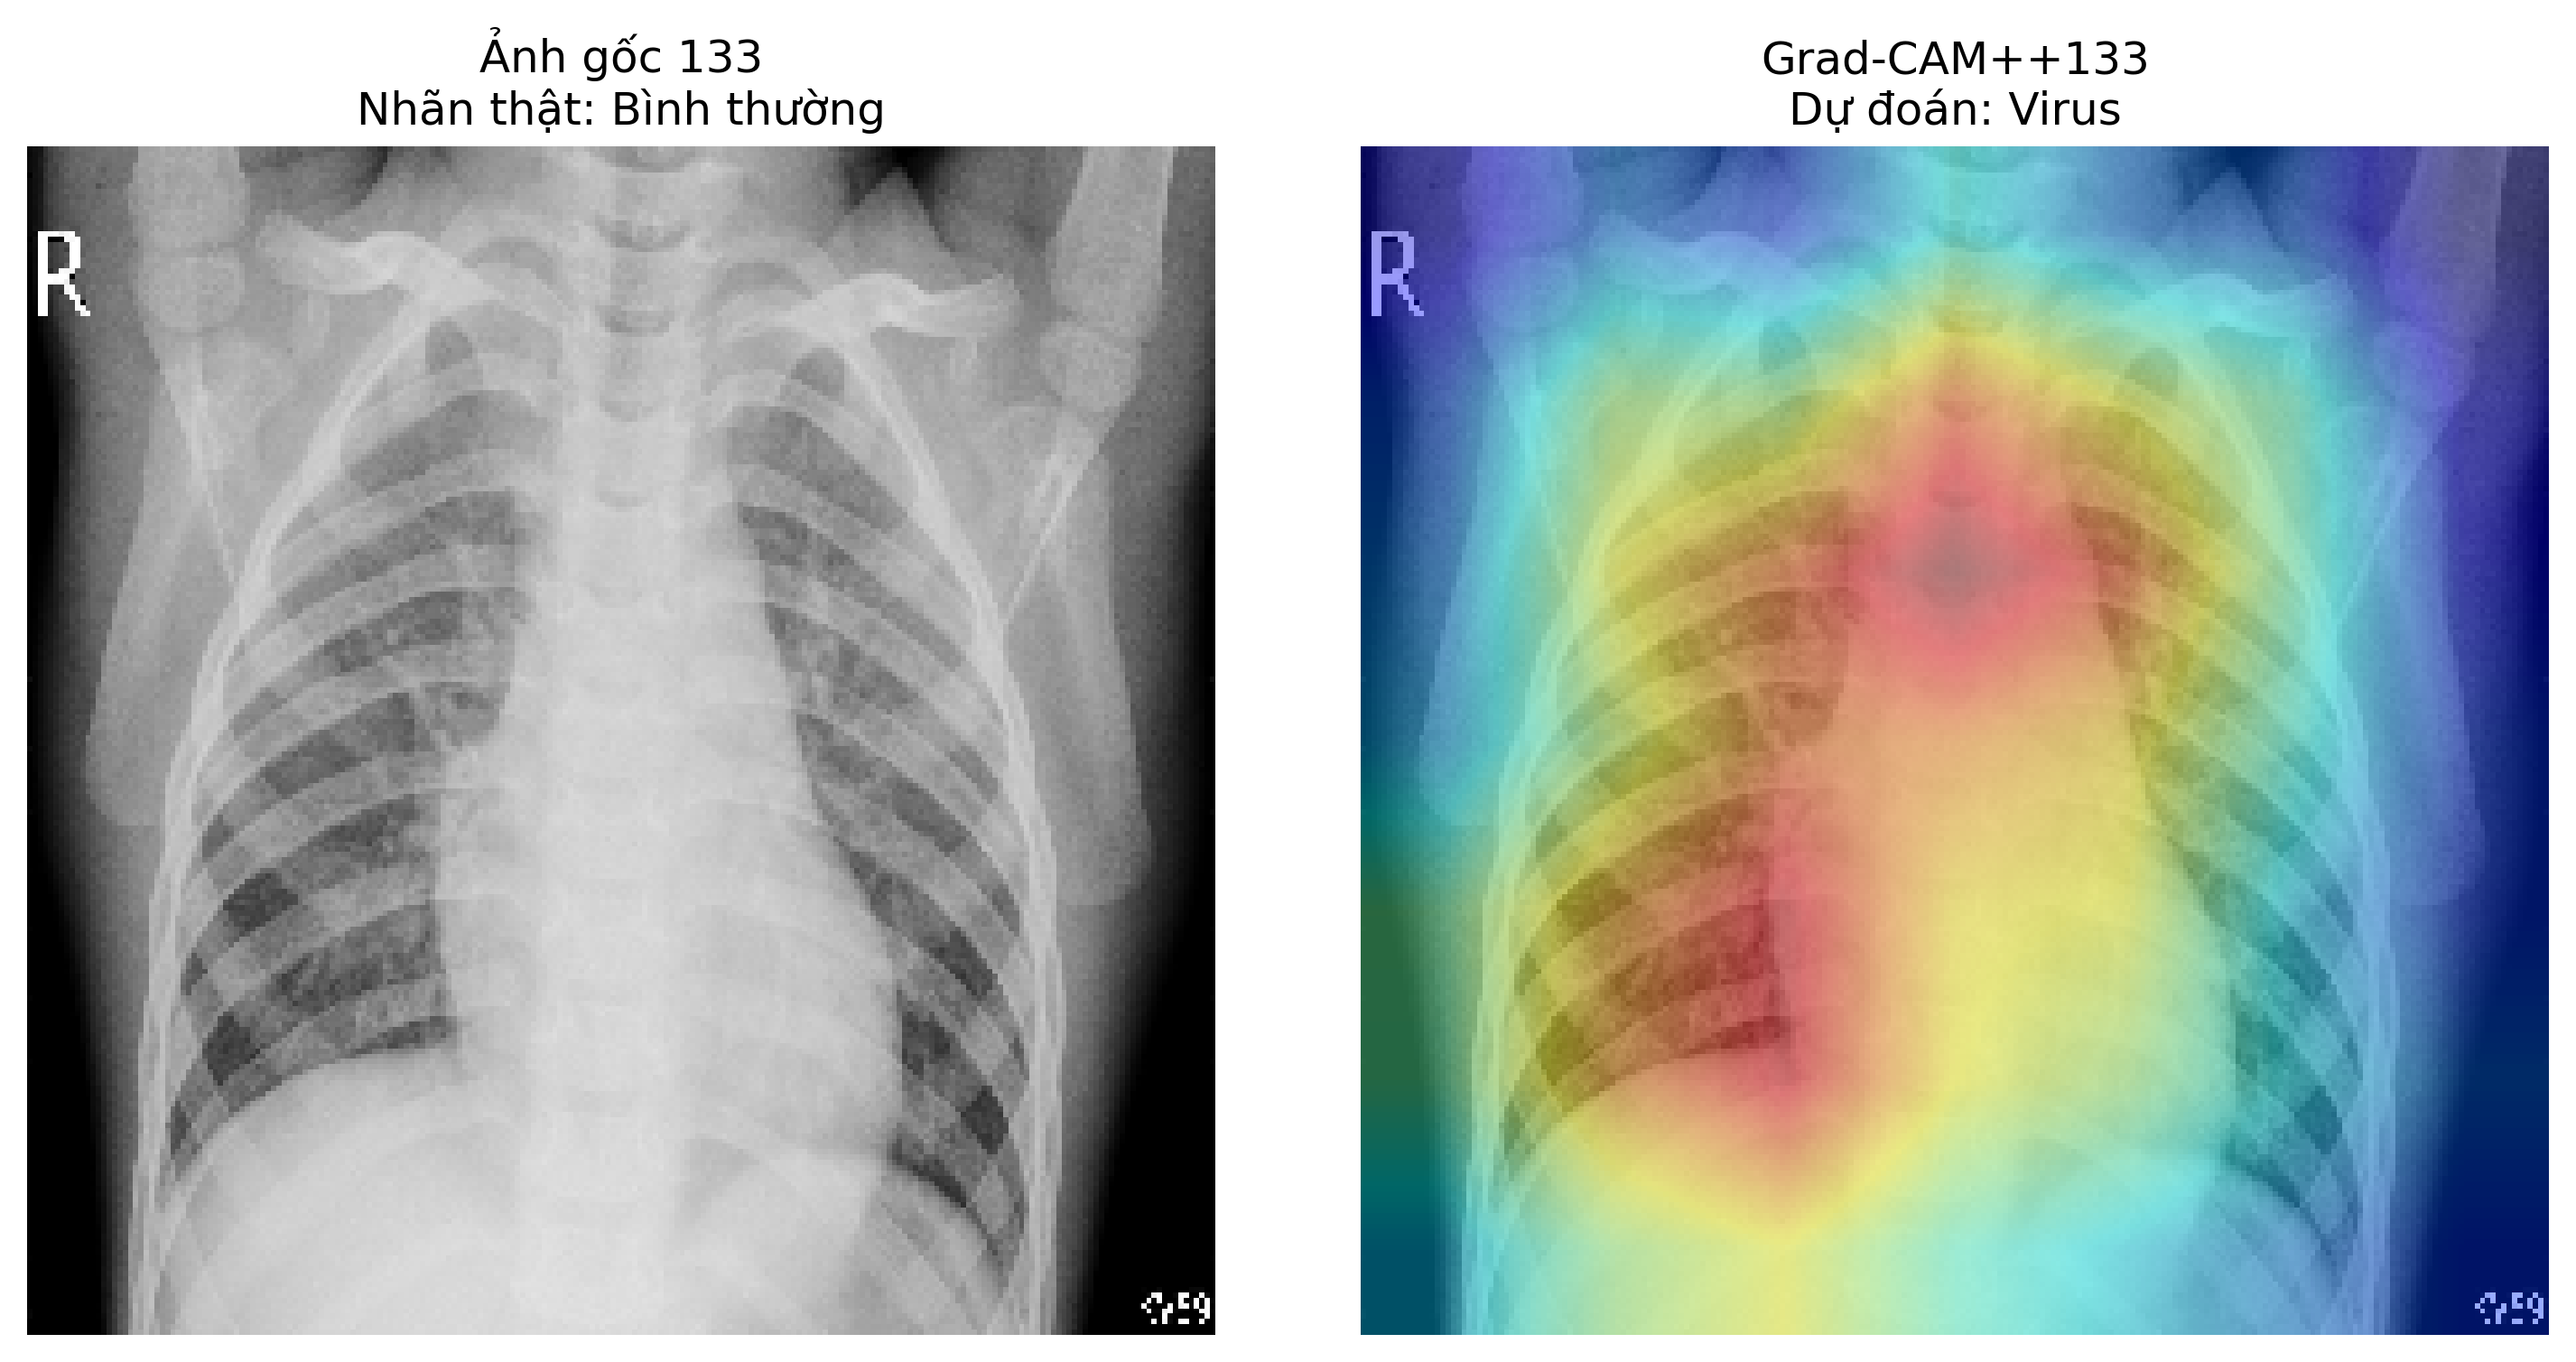 Ảnh gốc 133
Nhãn thật: Bình thường
Grad-CAM++133
Dự đoán: Virus
R
R